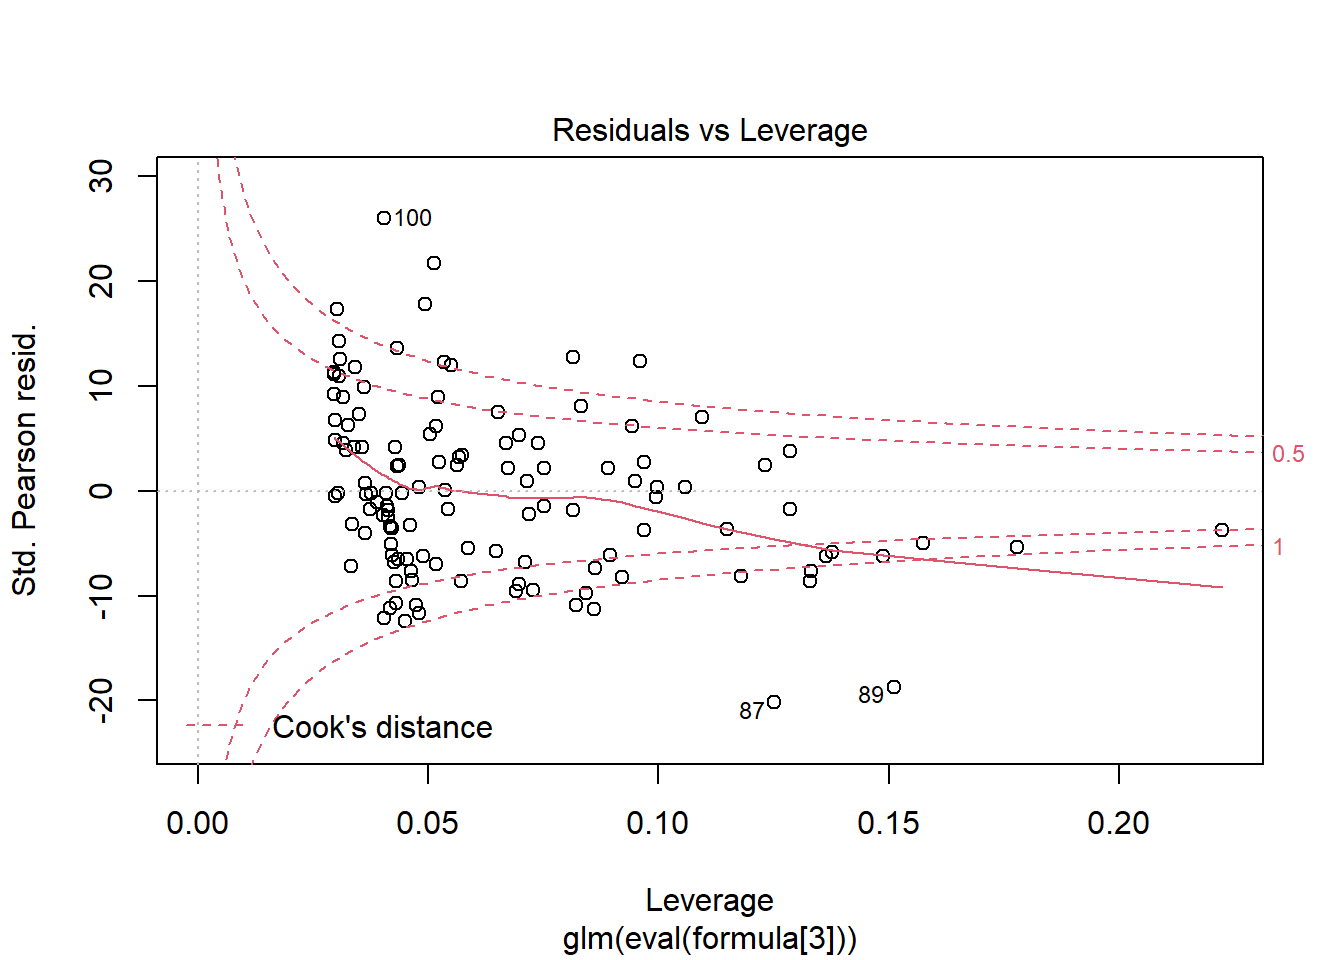 Residuals vs Leverage
Std. Pearson resid.
30
20
10
0
-10
-20
100
87
89
0.5
1
Cook's distance
0.00 0.05 0.10 0.15 0.20
Leverage
glm(eval(formula[3]))